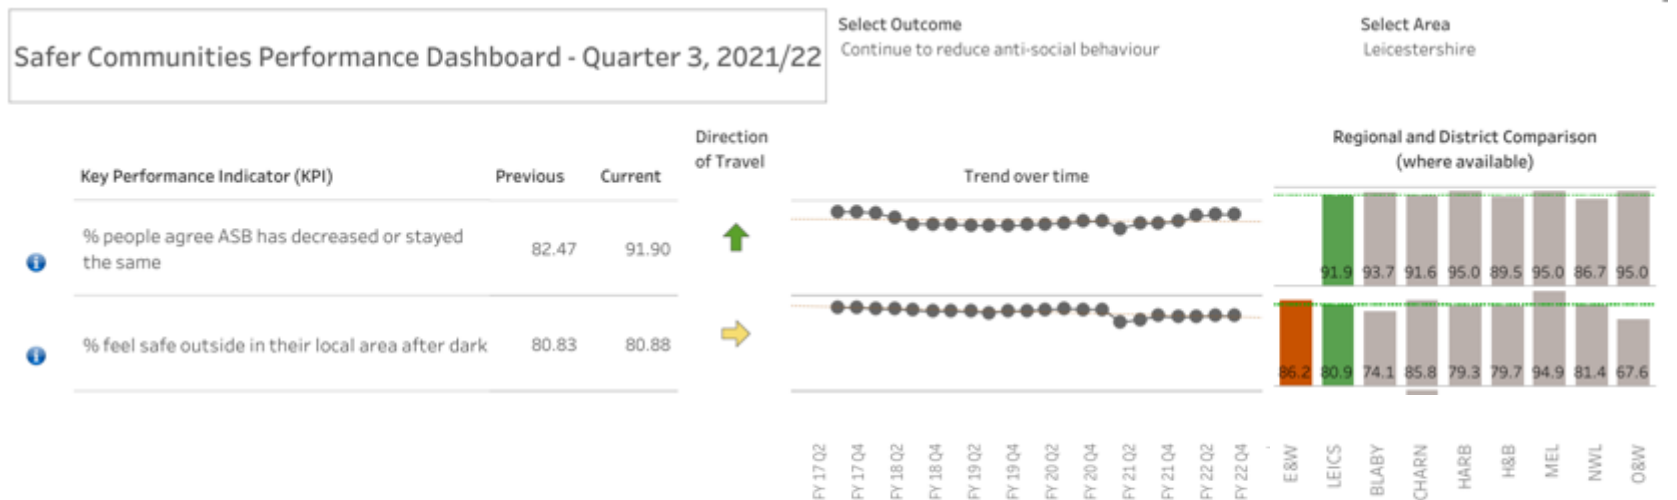 Safer Communities Performance Dashboard - Quarter 3, 2021/22
Select Outcome
Continue to reduce anti-social behaviour
Select Area
Leicestershire
Key Performance Indicator (KPI)
Previous
Current
Direction
of Travel
Trend over time
Regional and District Comparison
(where available)
% people agree ASB has decreased or stayed
the same
82.47
91.90
91.9 93.7 91.6 95.0 89.5 95.0 86.7 95.0
% feel safe outside in their local area after dark
80.83
80.88
86.2 80.9 74.1 85.8 79.3 79.7 94.9 81.4 67.6
FY 17 Q2
FY 17 Q4
FY 18 Q2
FY 18 Q4
FY 19 Q2
FY 19 Q4
FY 20 Q2
FY 20 Q4
FY 21 Q2
FY 21 Q4
FY 22 Q2
FY 22 Q4
E&W
LEICS
BLABY
CHARN
HARB
H&B
MEL
NWL
O&W